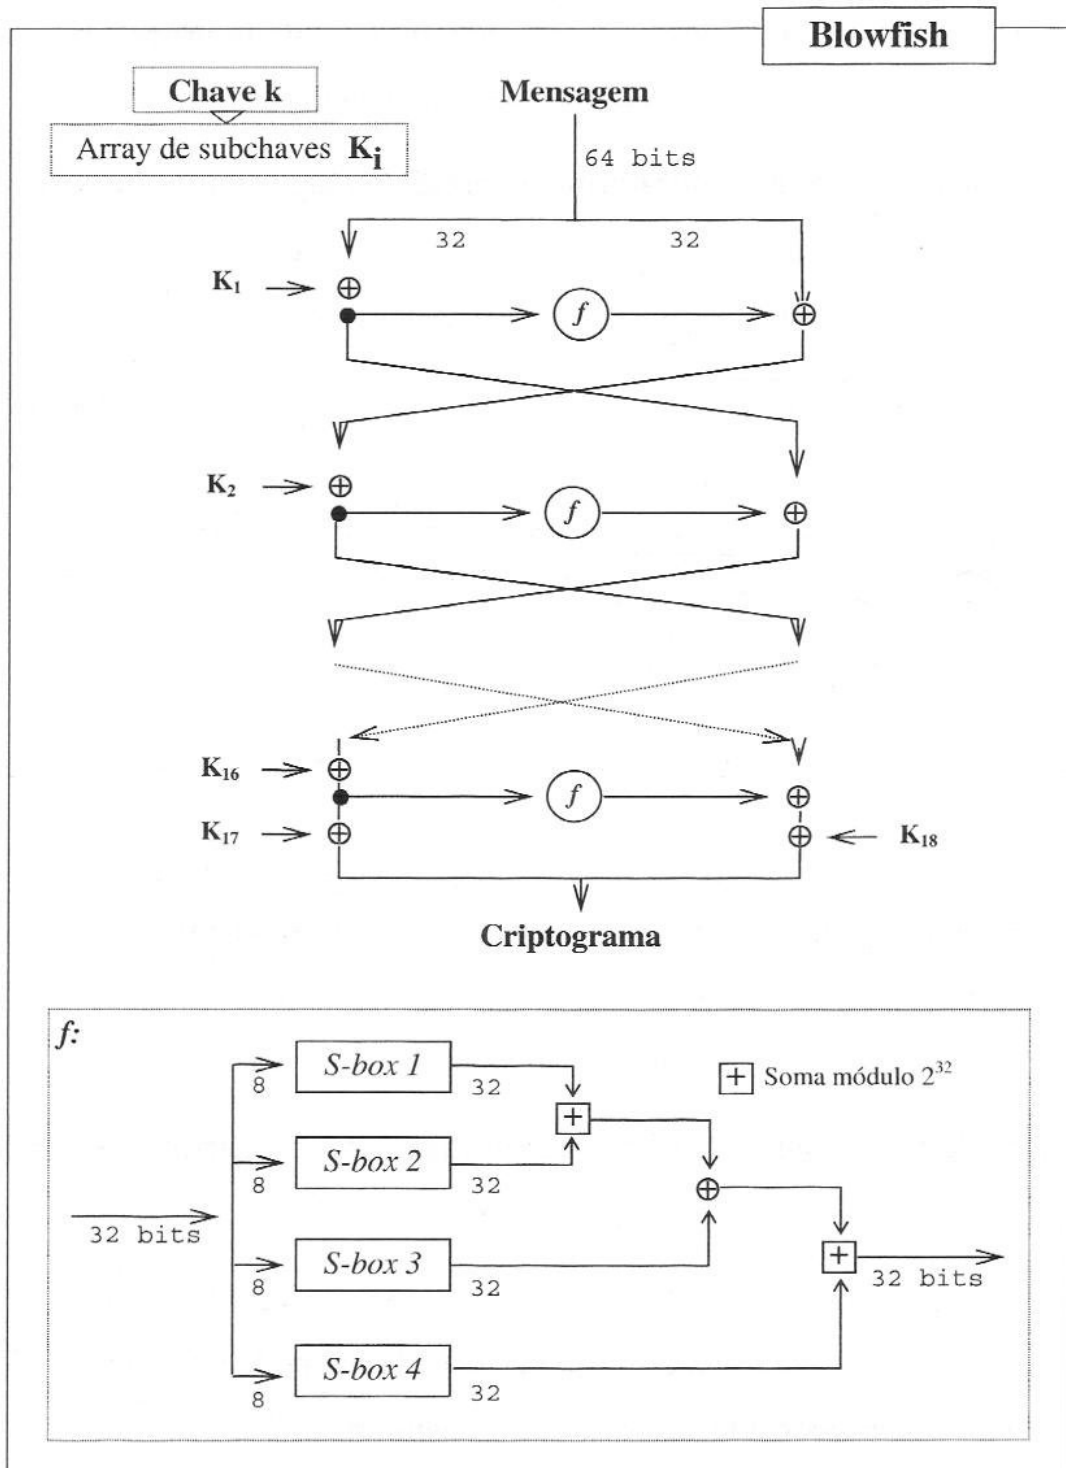 Blowfish
Chave k
Mensagem
Array de subchaves Ki
64 bits
32 32
K1
f
K2
f
K16
f
K17
K18
Criptograma
f:
S-box 1
8 32
+ Soma módulo 2^32
+
S-box 2
8 32
32 bits
S-box 3
8 32
+
32 bits
S-box 4
8 32